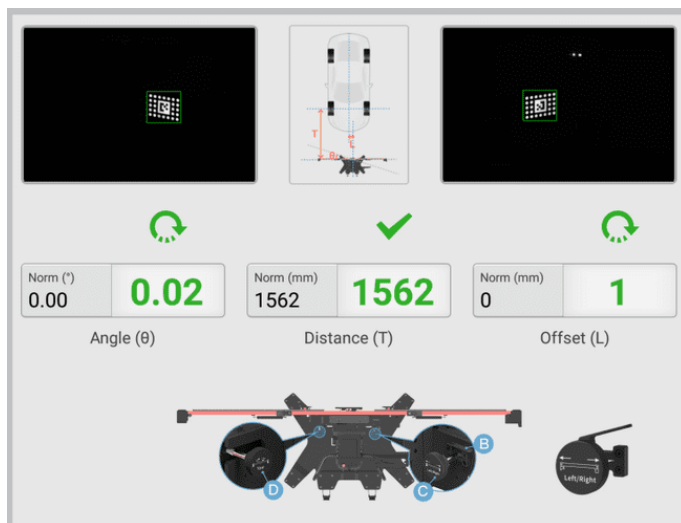 T
L
θ
Norm (°)
0.00
0.02
Norm (mm)
1562
1562
Norm (mm)
0
1
Angle (θ)
Distance (T)
Offset (L)
L
B
D
C
Left/Right